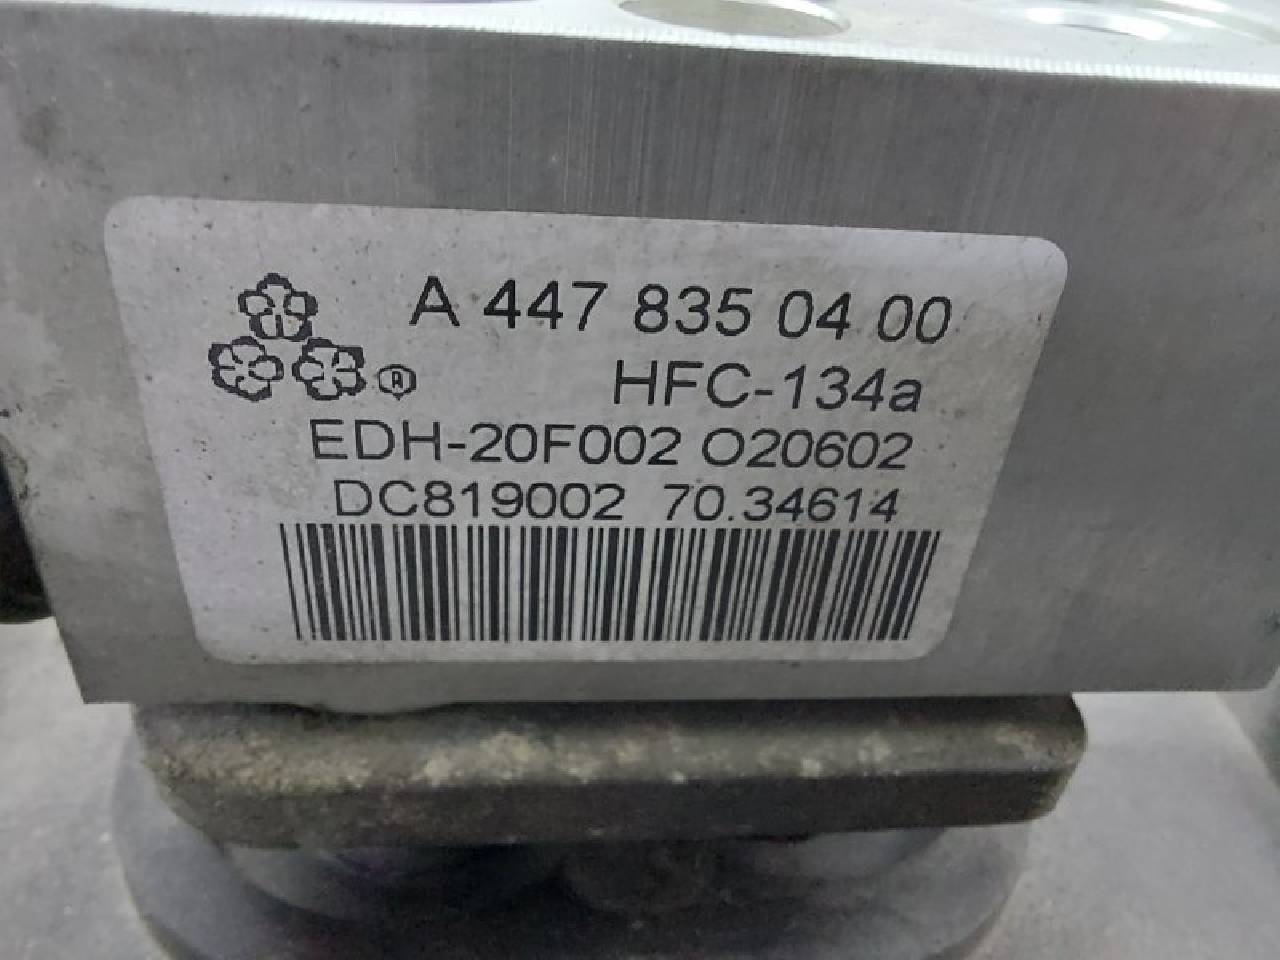 A 447 835 04 00
HFC-134a
EDH-20F002 O20602
DC819002 70.34614